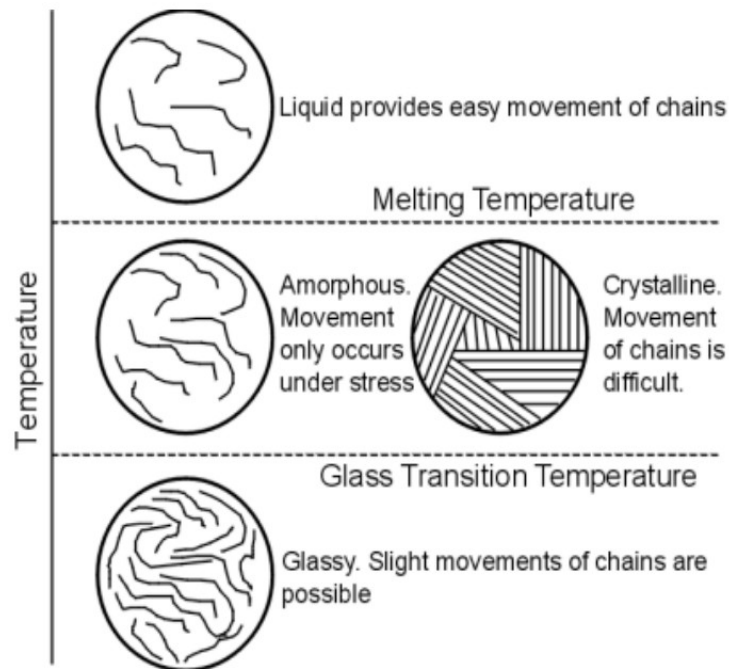 Liquid provides easy movement of chains
Melting Temperature
Temperature
Amorphous.
Movement
only occurs
under stress
Crystalline.
Movement
of chains is
difficult.
Glass Transition Temperature
Glassy. Slight movements of chains are
possible